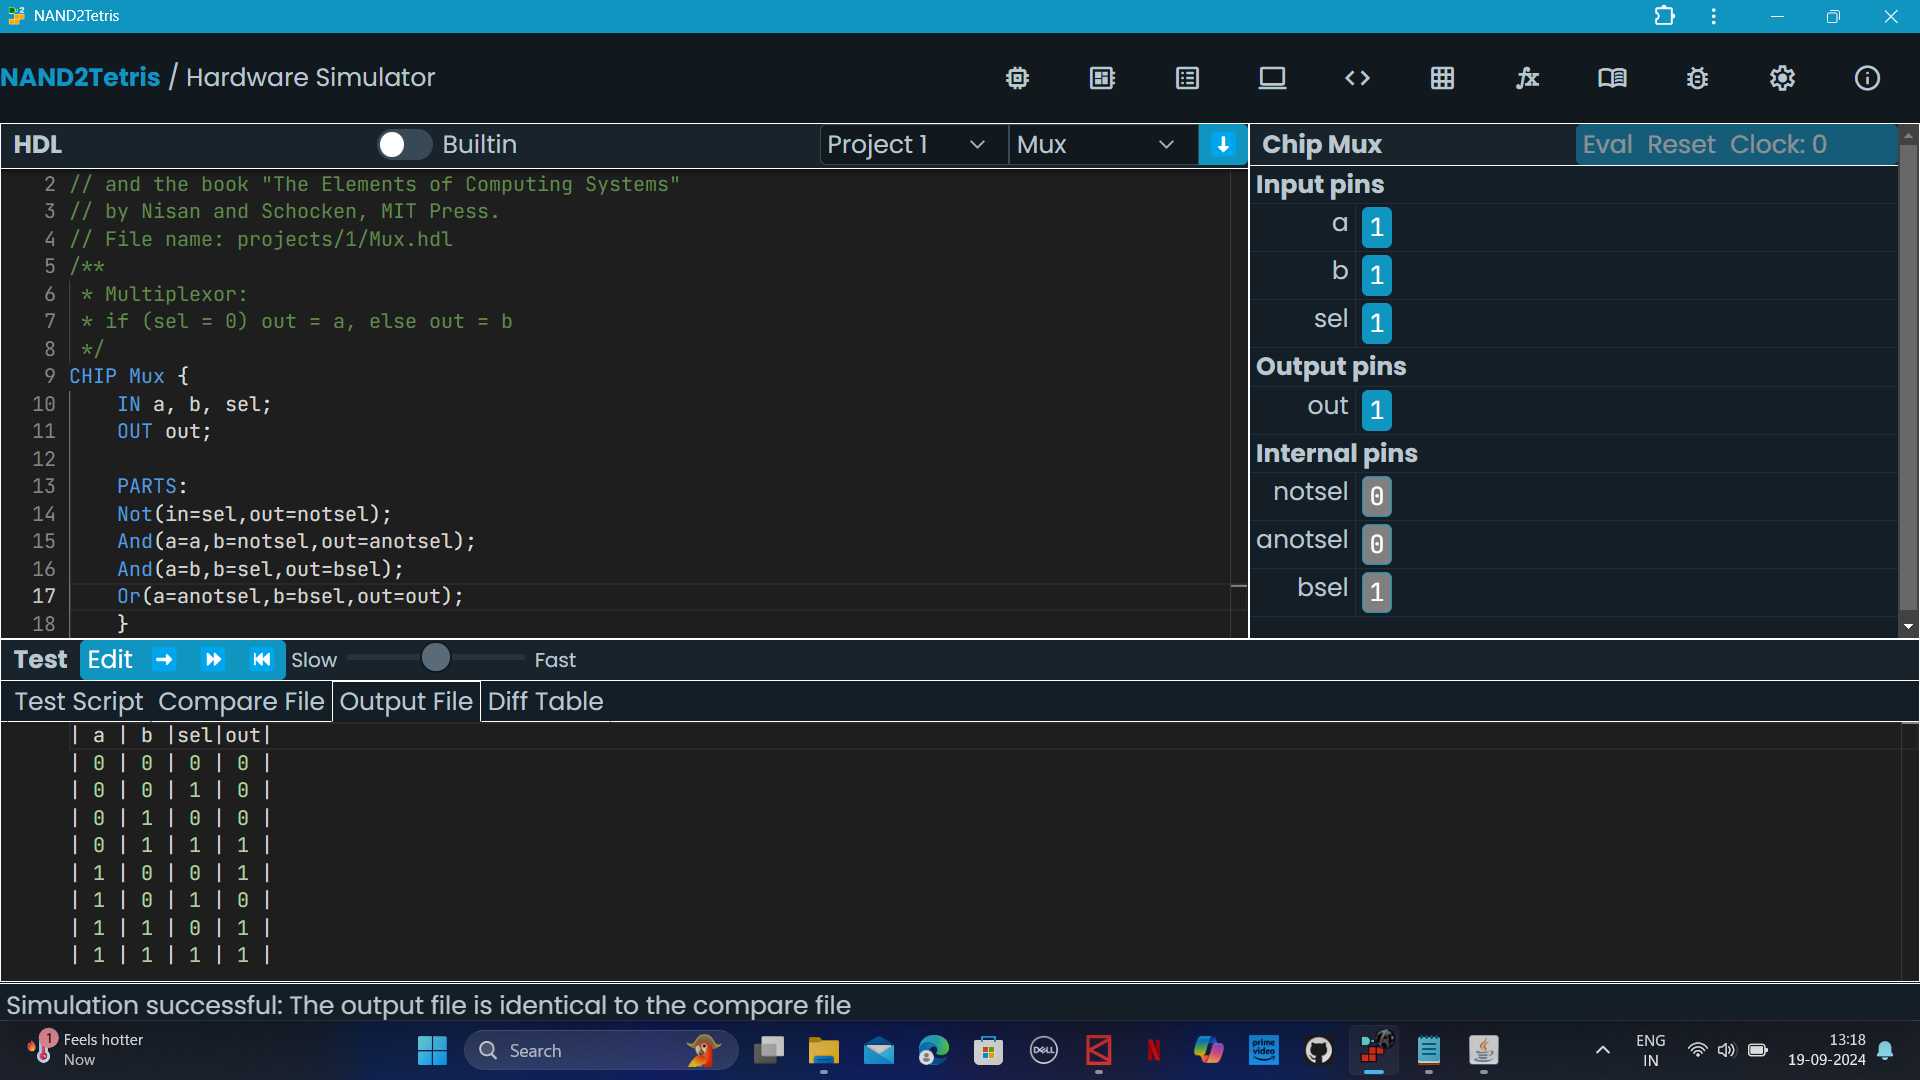 NAND2Tetris
NAND2Tetris / Hardware Simulator
HDL Builtin Project 1 Mux
2 // and the book "The Elements of Computing Systems"
3 // by Nisan and Schocken, MIT Press.
4 // File name: projects/1/Mux.hdl
5 /**
6  * Multiplexor:
7  * if (sel = 0) out = a, else out = b
8  */
9 CHIP Mux {
10     IN a, b, sel;
11     OUT out;
12
13     PARTS:
14     Not(in=sel,out=notsel);
15     And(a=a,b=notsel,out=anotsel);
16     And(a=b,b=sel,out=bsel);
17     Or(a=anotsel,b=bsel,out=out);
18     }
Chip Mux Eval Reset Clock: 0
Input pins
a 1
b 1
sel 1
Output pins
out 1
Internal pins
notsel 0
anotsel 0
bsel 1
Test Edit Slow Fast
Test Script Compare File Output File Diff Table
| a | b |sel|out|
| 0 | 0 | 0 | 0 |
| 0 | 0 | 1 | 0 |
| 0 | 1 | 0 | 0 |
| 0 | 1 | 1 | 1 |
| 1 | 0 | 0 | 1 |
| 1 | 0 | 1 | 0 |
| 1 | 1 | 0 | 1 |
| 1 | 1 | 1 | 1 |
Simulation successful: The output file is identical to the compare file
1
Feels hotter
Now
Search
DELL
prime video
ENG
IN
13:18
19-09-2024